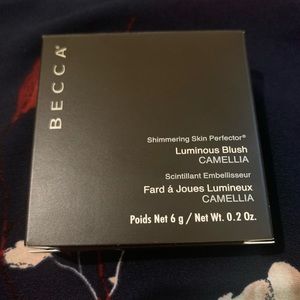 BECCA®
Shimmering Skin Perfector®
Luminous Blush
CAMELLIA
Scintillant Embellisseur
Fard á Joues Lumineux
CAMELLIA
Poids Net 6 g / Net Wt. 0.2 Oz.